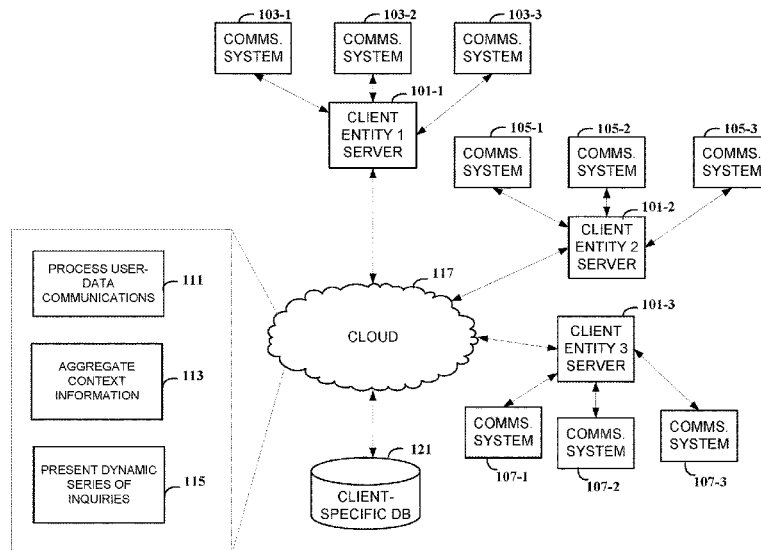 103-1
103-2
103-3
COMMS.
SYSTEM
COMMS.
SYSTEM
COMMS.
SYSTEM
101-1
CLIENT
ENTITY 1
SERVER
105-1
105-2
105-3
COMMS.
SYSTEM
COMMS.
SYSTEM
COMMS.
SYSTEM
101-2
CLIENT
ENTITY 2
SERVER
PROCESS USER-
DATA
COMMUNICATIONS
111
117
CLOUD
101-3
CLIENT
ENTITY 3
SERVER
AGGREGATE
CONTEXT
INFORMATION
113
COMMS.
SYSTEM
107-1
COMMS.
SYSTEM
107-2
COMMS.
SYSTEM
107-3
PRESENT DYNAMIC
SERIES OF
INQUIRIES
115
121
CLIENT-
SPECIFIC DB